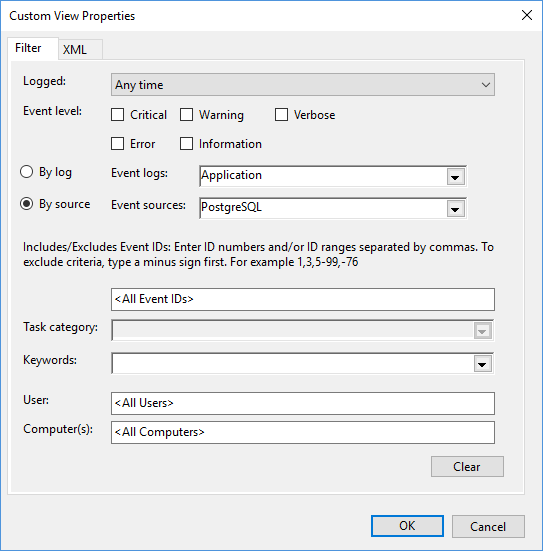 Custom View Properties
Filter XML
Logged: Any time
Event level: Critical Warning Verbose
Error Information
By log Event logs: Application
By source Event sources: PostgreSQL
Includes/Excludes Event IDs: Enter ID numbers and/or ID ranges separated by commas. To
exclude criteria, type a minus sign first. For example 1,3,5-99,-76
<All Event IDs>
Task category:
Keywords:
User: <All Users>
Computer(s): <All Computers>
Clear
OK Cancel